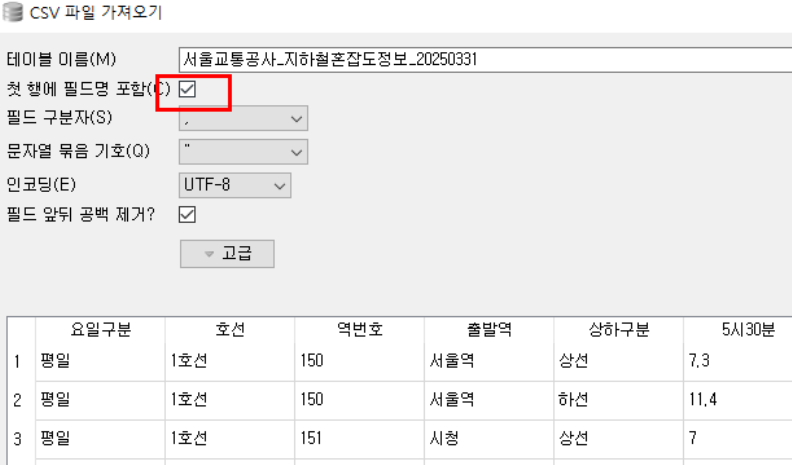 CSV 파일 가져오기
테이블 이름(M) 서울교통공사_지하철혼잡도정보_20250331
첫 행에 필드명 포함(C)
필드 구분자(S) ,
문자열 묶음 기호(Q) "
인코딩(E) UTF-8
필드 앞뒤 공백 제거?
고급
요일구분 호선 역번호 출발역 상하구분 5시30분
1 평일 1호선 150 서울역 상선 7,3
2 평일 1호선 150 서울역 하선 11,4
3 평일 1호선 151 시청 상선 7